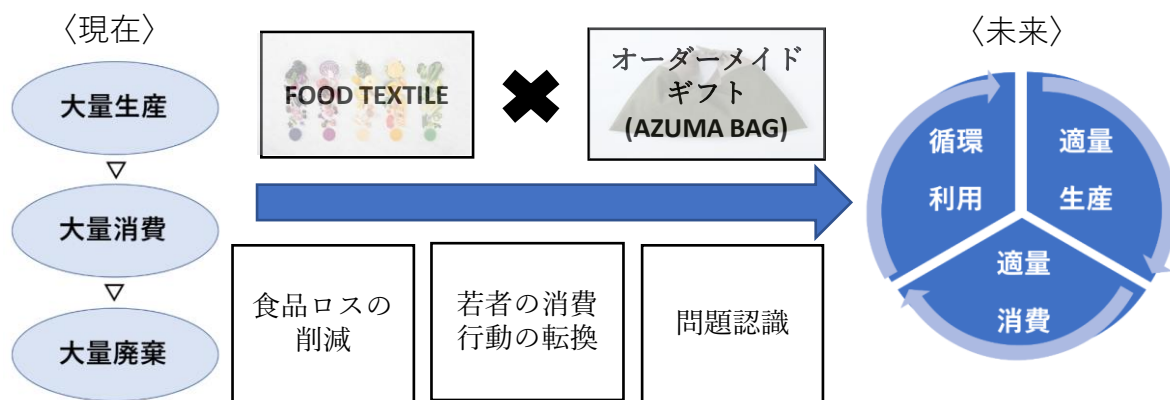 〈現在〉
大量生産
▽
大量消費
▽
大量廃棄
FOOD TEXTILE
✖
オーダーメイド
ギフト
(AZUMA BAG)
食品ロスの
削減
若者の消費
行動の転換
問題認識
〈未来〉
循環
利用
適量
生産
適量
消費